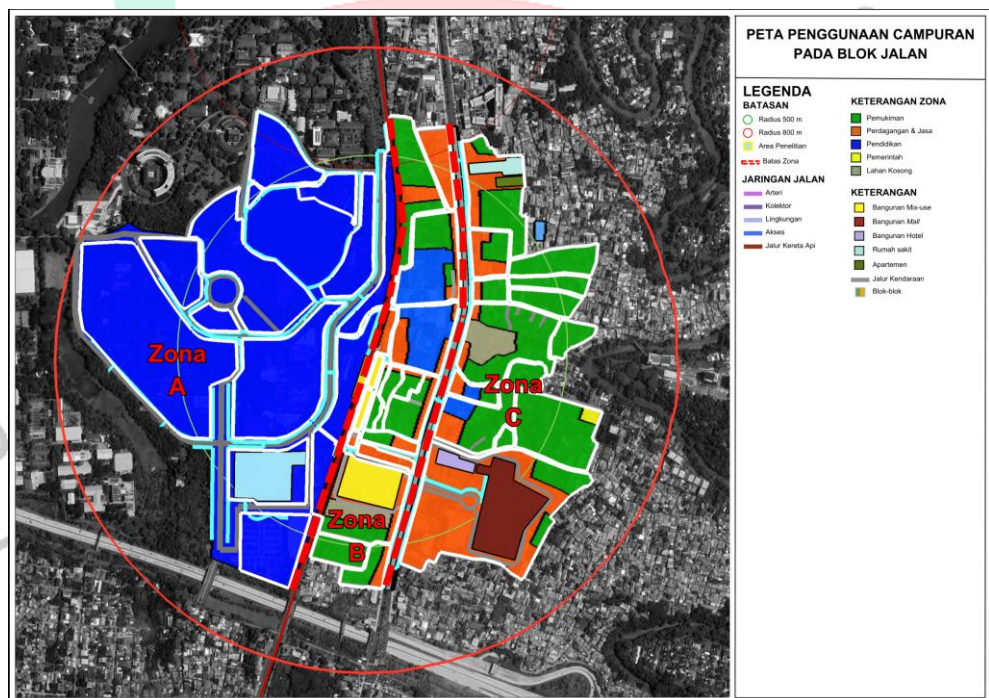 PETA PENGGUNAAN CAMPURAN
PADA BLOK JALAN
LEGENDA
BATASAN
Radius 500 m
Radius 800 m
Area Penelitian
Batas Zona
JARINGAN JALAN
Arteri
Kolektor
Lingkungan
Akses
Jalur Kereta Api
KETERANGAN ZONA
Pemukiman
Perdagangan & Jasa
Pendidikan
Pemerintah
Lahan Kosong
KETERANGAN
Bangunan Mix-use
Bangunan Mall
Bangunan Hotel
Rumah sakit
Apartemen
Jalur Kendaraan
Blok-blok
Zona
A
Zona
C
Zona
B